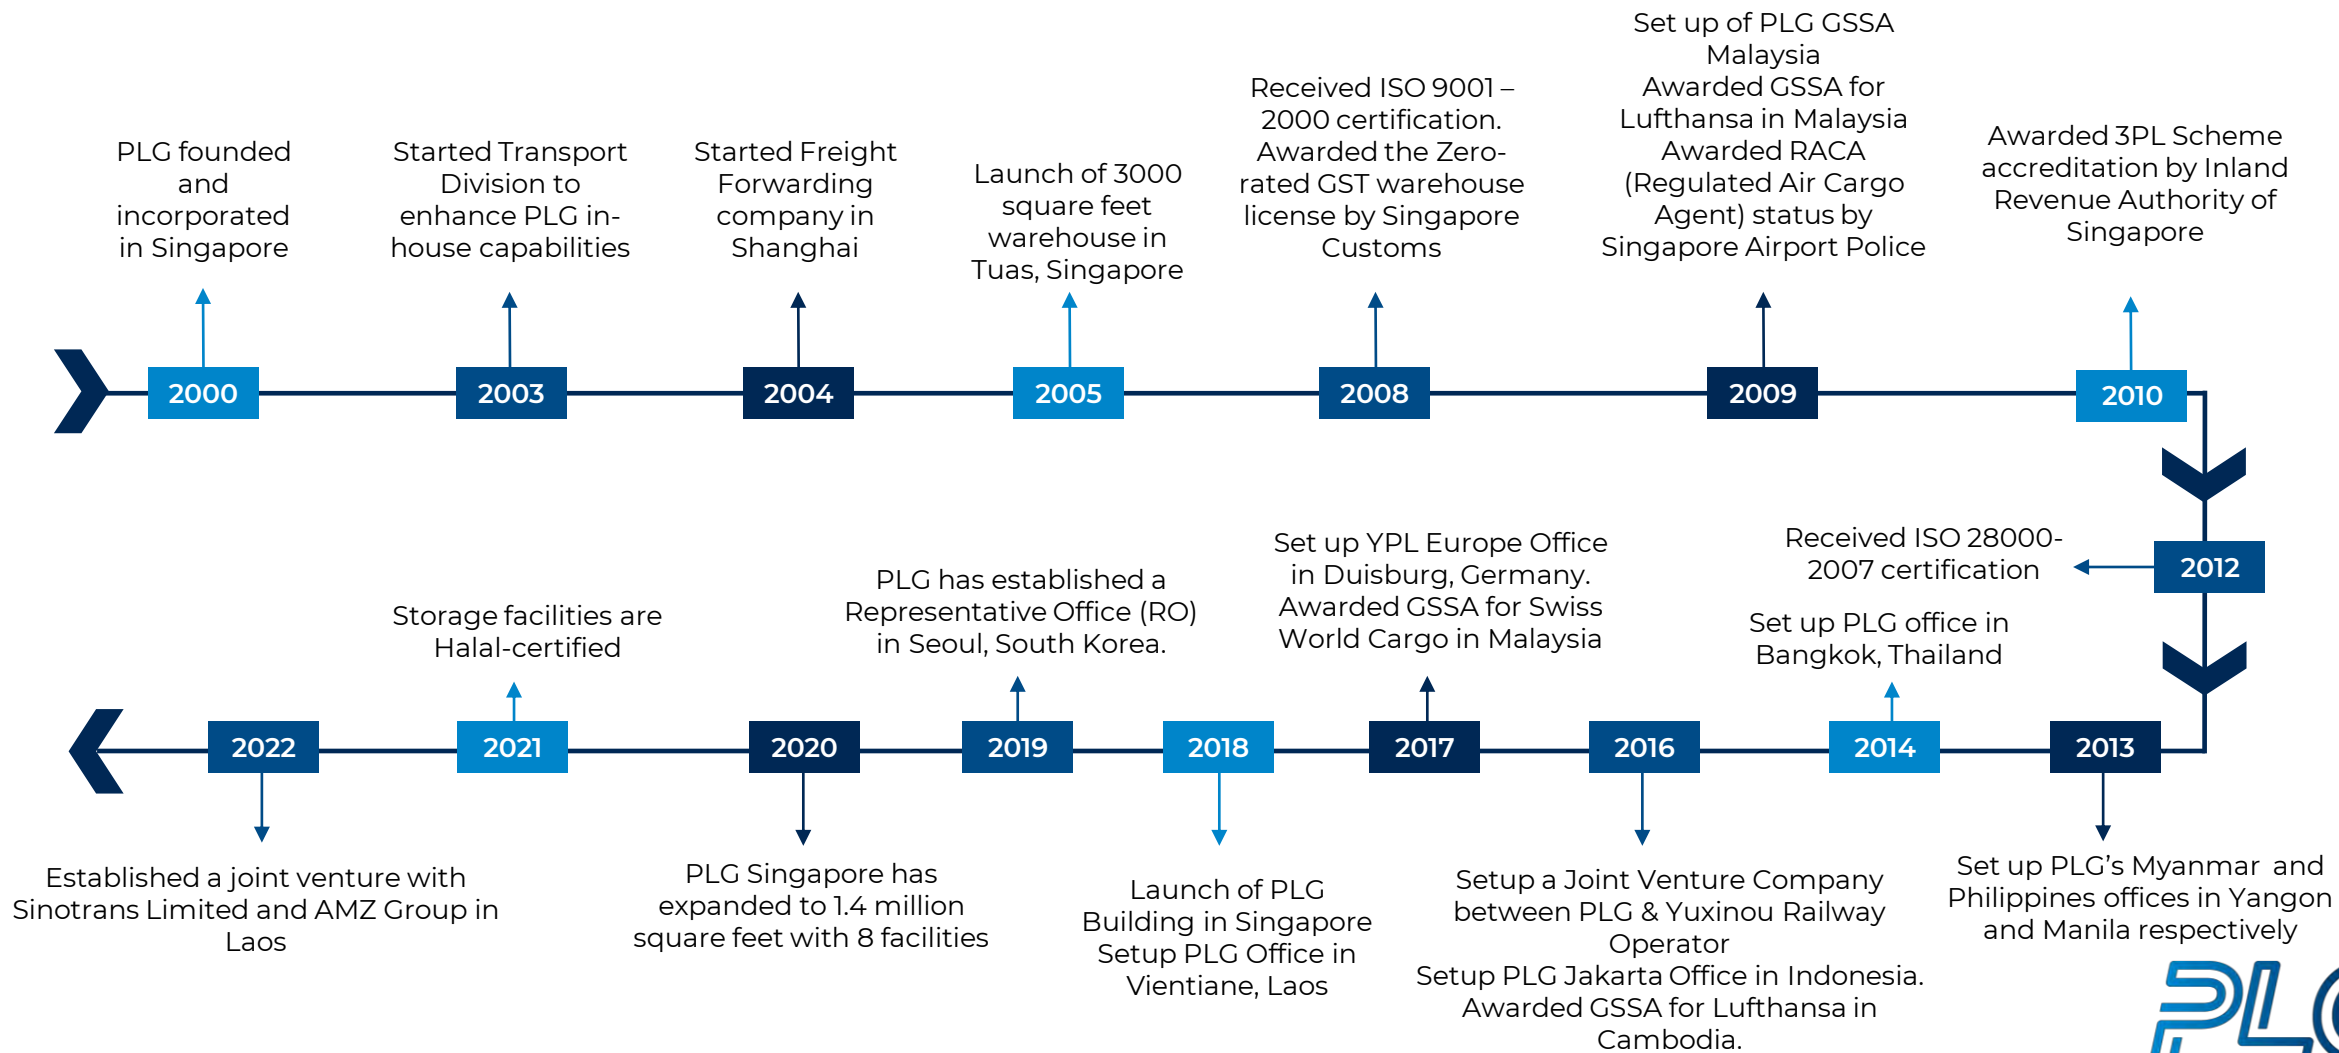 PLG founded
and
incorporated
in Singapore
2000
Started Transport
Division to
enhance PLG in-
house capabilities
2003
Started Freight
Forwarding
company in
Shanghai
2004
Launch of 3000
square feet
warehouse in
Tuas, Singapore
2005
Received ISO 9001 –
2000 certification.
Awarded the Zero-
rated GST warehouse
license by Singapore
Customs
2008
Set up of PLG GSSA
Malaysia
Awarded GSSA for
Lufthansa in Malaysia
Awarded RACA
(Regulated Air Cargo
Agent) status by
Singapore Airport Police
2009
Awarded 3PL Scheme
accreditation by Inland
Revenue Authority of
Singapore
2010
Received ISO 28000-
2007 certification
2012
2013
Set up PLG’s Myanmar and
Philippines offices in Yangon
and Manila respectively
Set up PLG office in
Bangkok, Thailand
2014
2016
Setup a Joint Venture Company
between PLG & Yuxinou Railway
Operator
Setup PLG Jakarta Office in Indonesia.
Awarded GSSA for Lufthansa in
Cambodia.
Set up YPL Europe Office
in Duisburg, Germany.
Awarded GSSA for Swiss
World Cargo in Malaysia
2017
2018
Launch of PLG
Building in Singapore
Setup PLG Office in
Vientiane, Laos
PLG has established a
Representative Office (RO)
in Seoul, South Korea.
2019
2020
PLG Singapore has
expanded to 1.4 million
square feet with 8 facilities
Storage facilities are
Halal-certified
2021
2022
Established a joint venture with
Sinotrans Limited and AMZ Group in
Laos
PLG